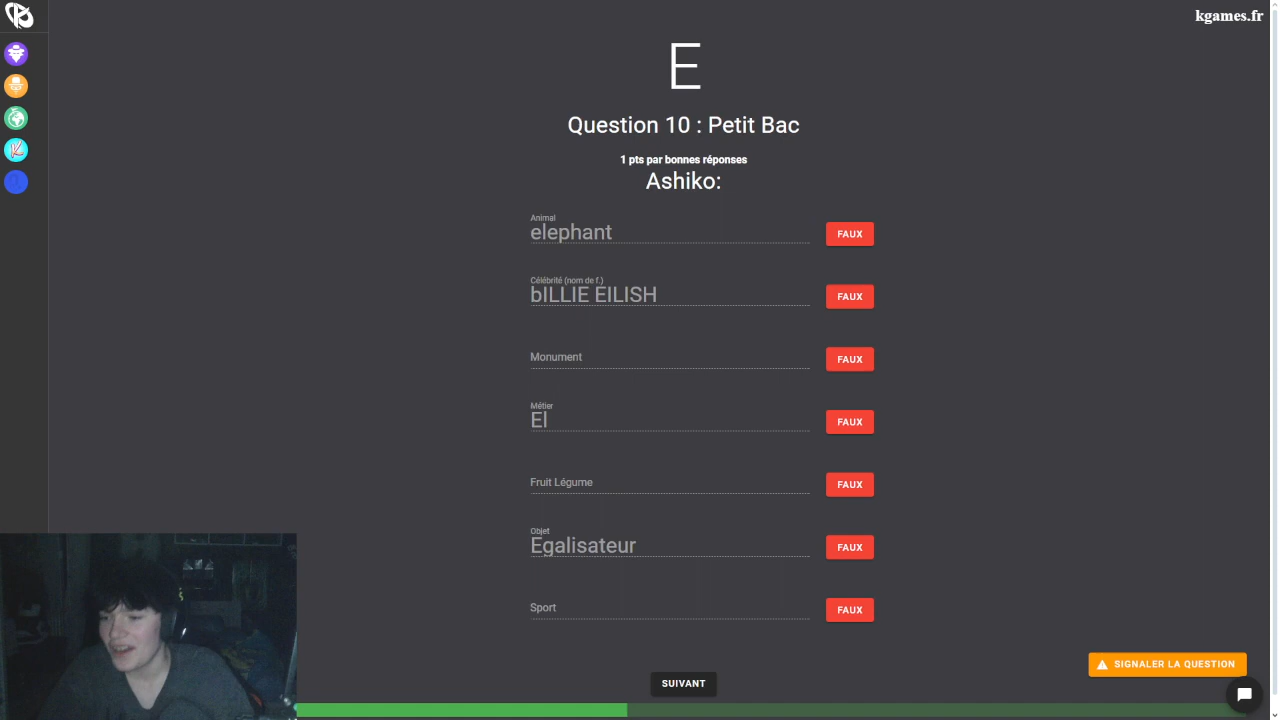 kgames.fr
E
Question 10 : Petit Bac
1 pts par bonnes réponses
Ashiko:
Animal
elephant
FAUX
Célébrité (nom de f.)
bILLIE EILISH
FAUX
Monument
FAUX
Métier
El
FAUX
Fruit Légume
FAUX
Objet
Egalisateur
FAUX
Sport
FAUX
SIGNALER LA QUESTION
SUIVANT